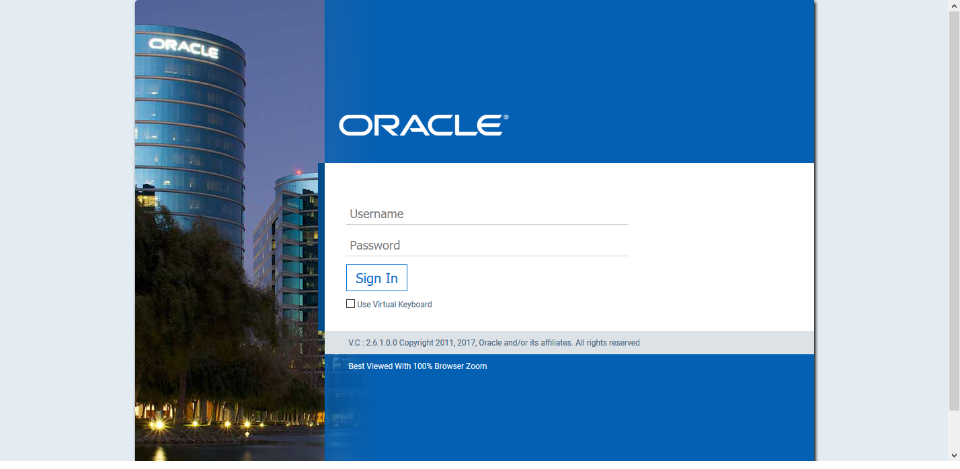 ORACLE
ORACLE®
Username
Password
Sign In
Use Virtual Keyboard
V.C : 2.6.1.0.0 Copyright 2011, 2017, Oracle and/or its affiliates. All rights reserved
Best Viewed With 100% Browser Zoom